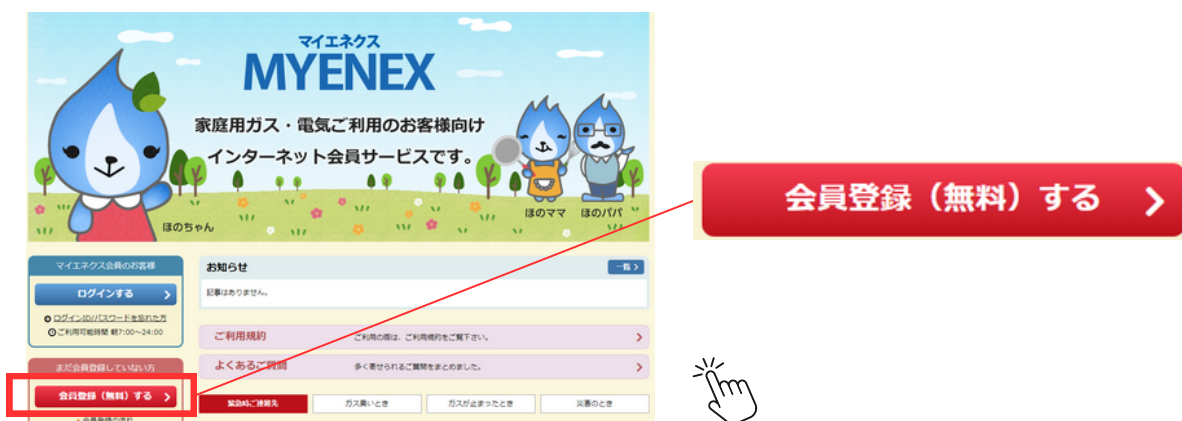 マイエネクス
MYENEX
家庭用ガス・電気ご利用のお客様向け
インターネット会員サービスです。
ほのちゃん
ほのママ ほのパパ
マイエネクス会員のお客様
ログインする
ログインID/パスワードを忘れた方
ご利用可能時間 朝7:00～24:00
まだ会員登録していない方
会員登録（無料）する
会員登録の流れ
お知らせ
一覧
記事はありません。
ご利用規約 ご利用の際は、ご利用規約をご覧下さい。
よくあるご質問 多く寄せられるご質問をまとめました。
緊急時ご連絡先 ガス臭いとき ガスが止まったとき 災害のとき
会員登録（無料）する